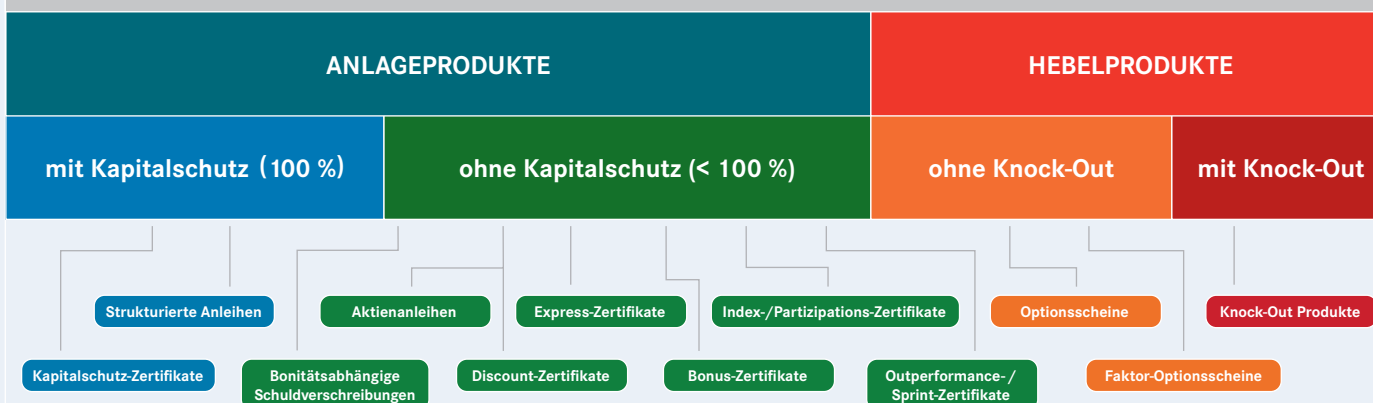 ANLAGEPRODUKTE
HEBELPRODUKTE
mit Kapitalschutz (100 %)
ohne Kapitalschutz (< 100 %)
ohne Knock-Out
mit Knock-Out
Strukturierte Anleihen
Aktienanleihen
Express-Zertifikate
Index-/Partizipations-Zertifikate
Optionsscheine
Knock-Out Produkte
Kapitalschutz-Zertifikate
Bonitätsabhängige
Schuldverschreibungen
Discount-Zertifikate
Bonus-Zertifikate
Outperformance-/
Sprint-Zertifikate
Faktor-Optionsscheine